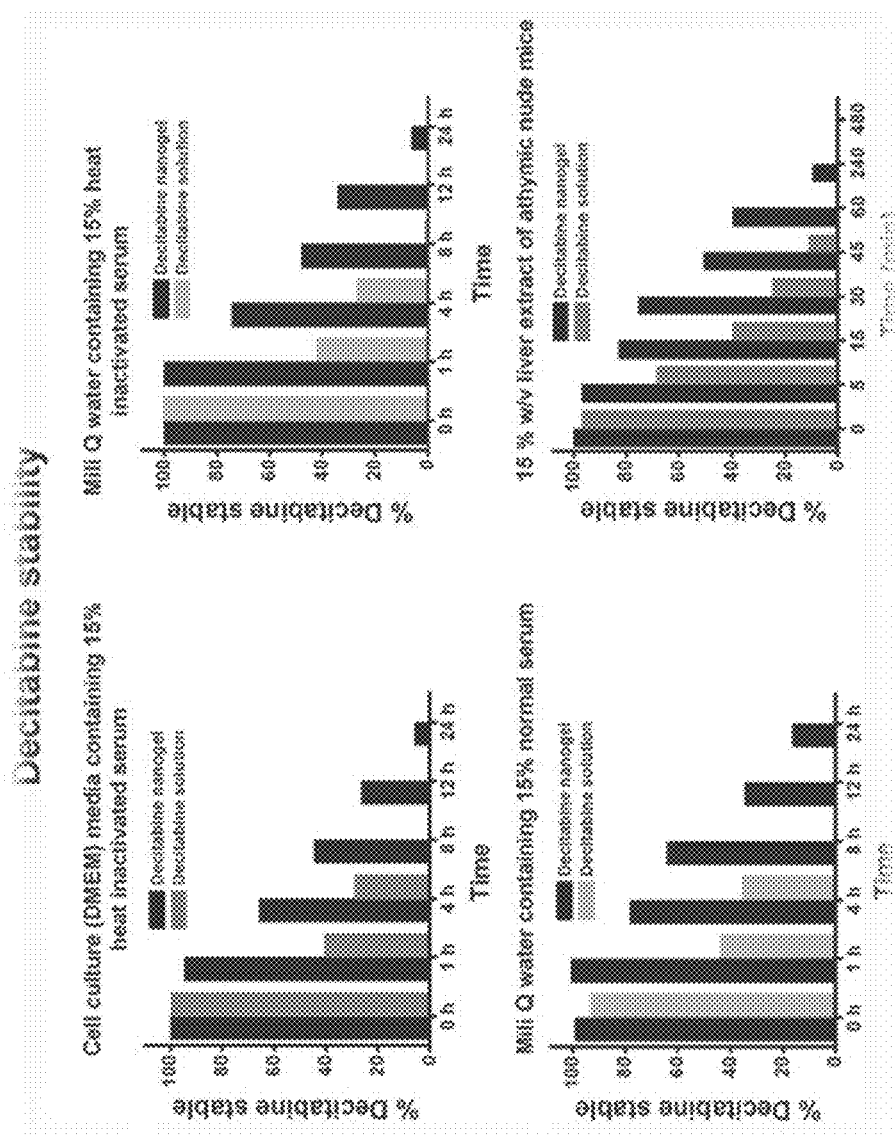 Decitabine stability
Cell culture (DMEM) media containing 15%
heat inactivated serum
Decitabine nanogel
Decitabine solution
% Decitabine stable
100
80
60
40
20
0
0 h
1 h
4 h
8 h
12 h
24 h
Time
Mili Q water containing 15% heat
inactivated serum
Decitabine nanogel
Decitabine solution
% Decitabine stable
100
80
60
40
20
0
0 h
1 h
4 h
8 h
12 h
24 h
Time
Mili Q water containing 15% normal serum
Decitabine nanogel
Decitabine solution
% Decitabine stable
100
80
60
40
20
0
0 h
1 h
4 h
8 h
12 h
24 h
Time
15 % w/v liver extract of athymic nude mice
Decitabine nanogel
Decitabine solution
% Decitabine stable
100
80
60
40
20
0
0
5
15
30
45
60
240
480
Time